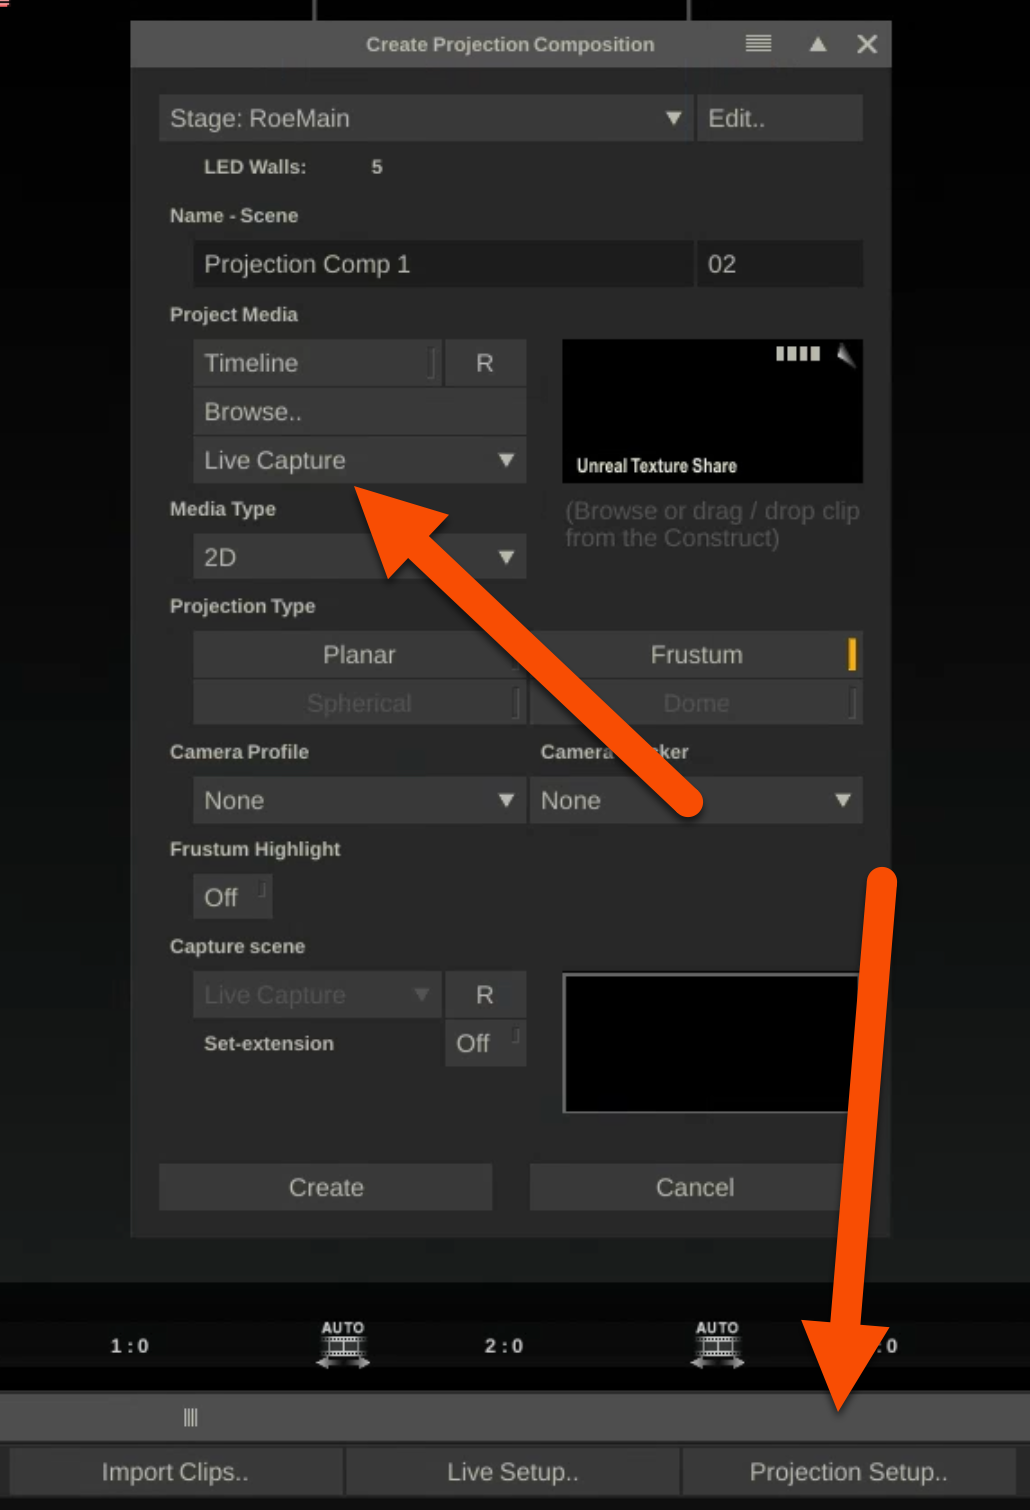 Create Projection Composition
Stage: RoeMain
Edit..
LED Walls: 5
Name - Scene
Projection Comp 1
02
Project Media
Timeline
R
Browse..
Live Capture
Unreal Texture Share
(Browse or drag / drop clip
from the Construct)
Media Type
2D
Projection Type
Planar
Frustum
Spherical
Dome
Camera Profile
Camera
None
None
Frustum Highlight
Off
Capture scene
Live Capture
R
Set-extension
Off
Create
Cancel
1 : 0
AUTO
2 : 0
AUTO
: 0
Import Clips..
Live Setup..
Projection Setup..